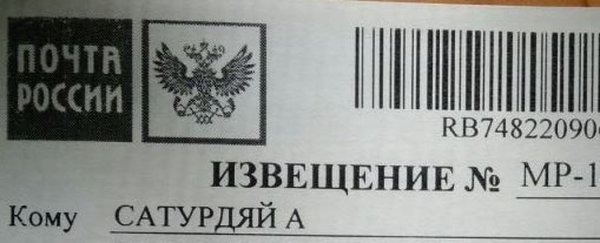 ПОЧТА
РОССИИ
RB74822090
ИЗВЕЩЕНИЕ № МР-1
Кому САТУРДЯЙ А